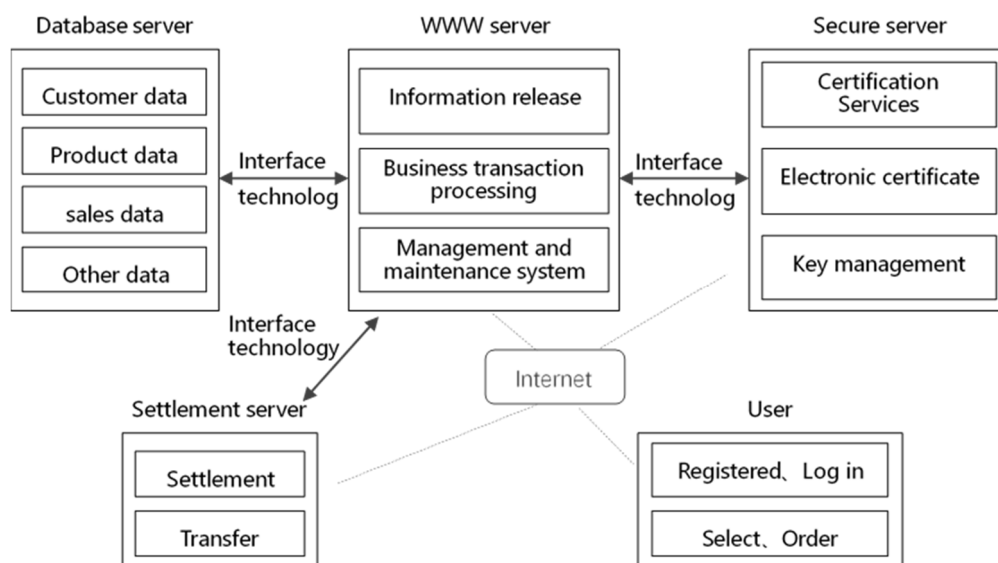 Database server
WWW server
Secure server
Customer data
Product data
sales data
Other data
Interface
technolog
Information release
Business transaction
processing
Management and
maintenance system
Interface
technolog
Certification
Services
Electronic certificate
Key management
Interface
technology
Internet
Settlement server
User
Settlement
Transfer
Registered、Log in
Select、Order